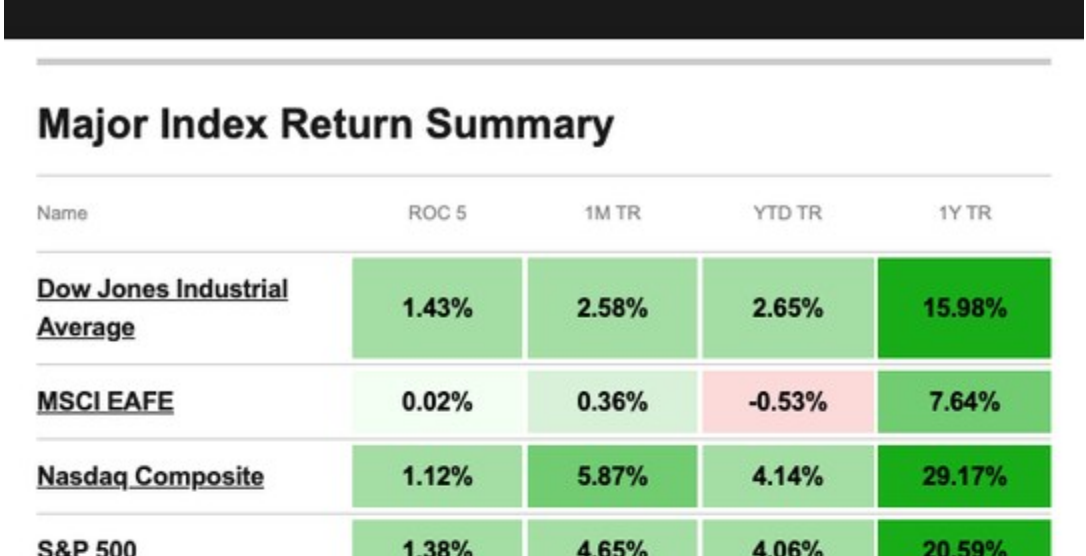 Major Index Return Summary
Name ROC 5 1M TR YTD TR 1Y TR
Dow Jones Industrial
Average 1.43% 2.58% 2.65% 15.98%
MSCI EAFE 0.02% 0.36% -0.53% 7.64%
Nasdaq Composite 1.12% 5.87% 4.14% 29.17%
S&P 500 1.38% 4.65% 4.06% 20.59%